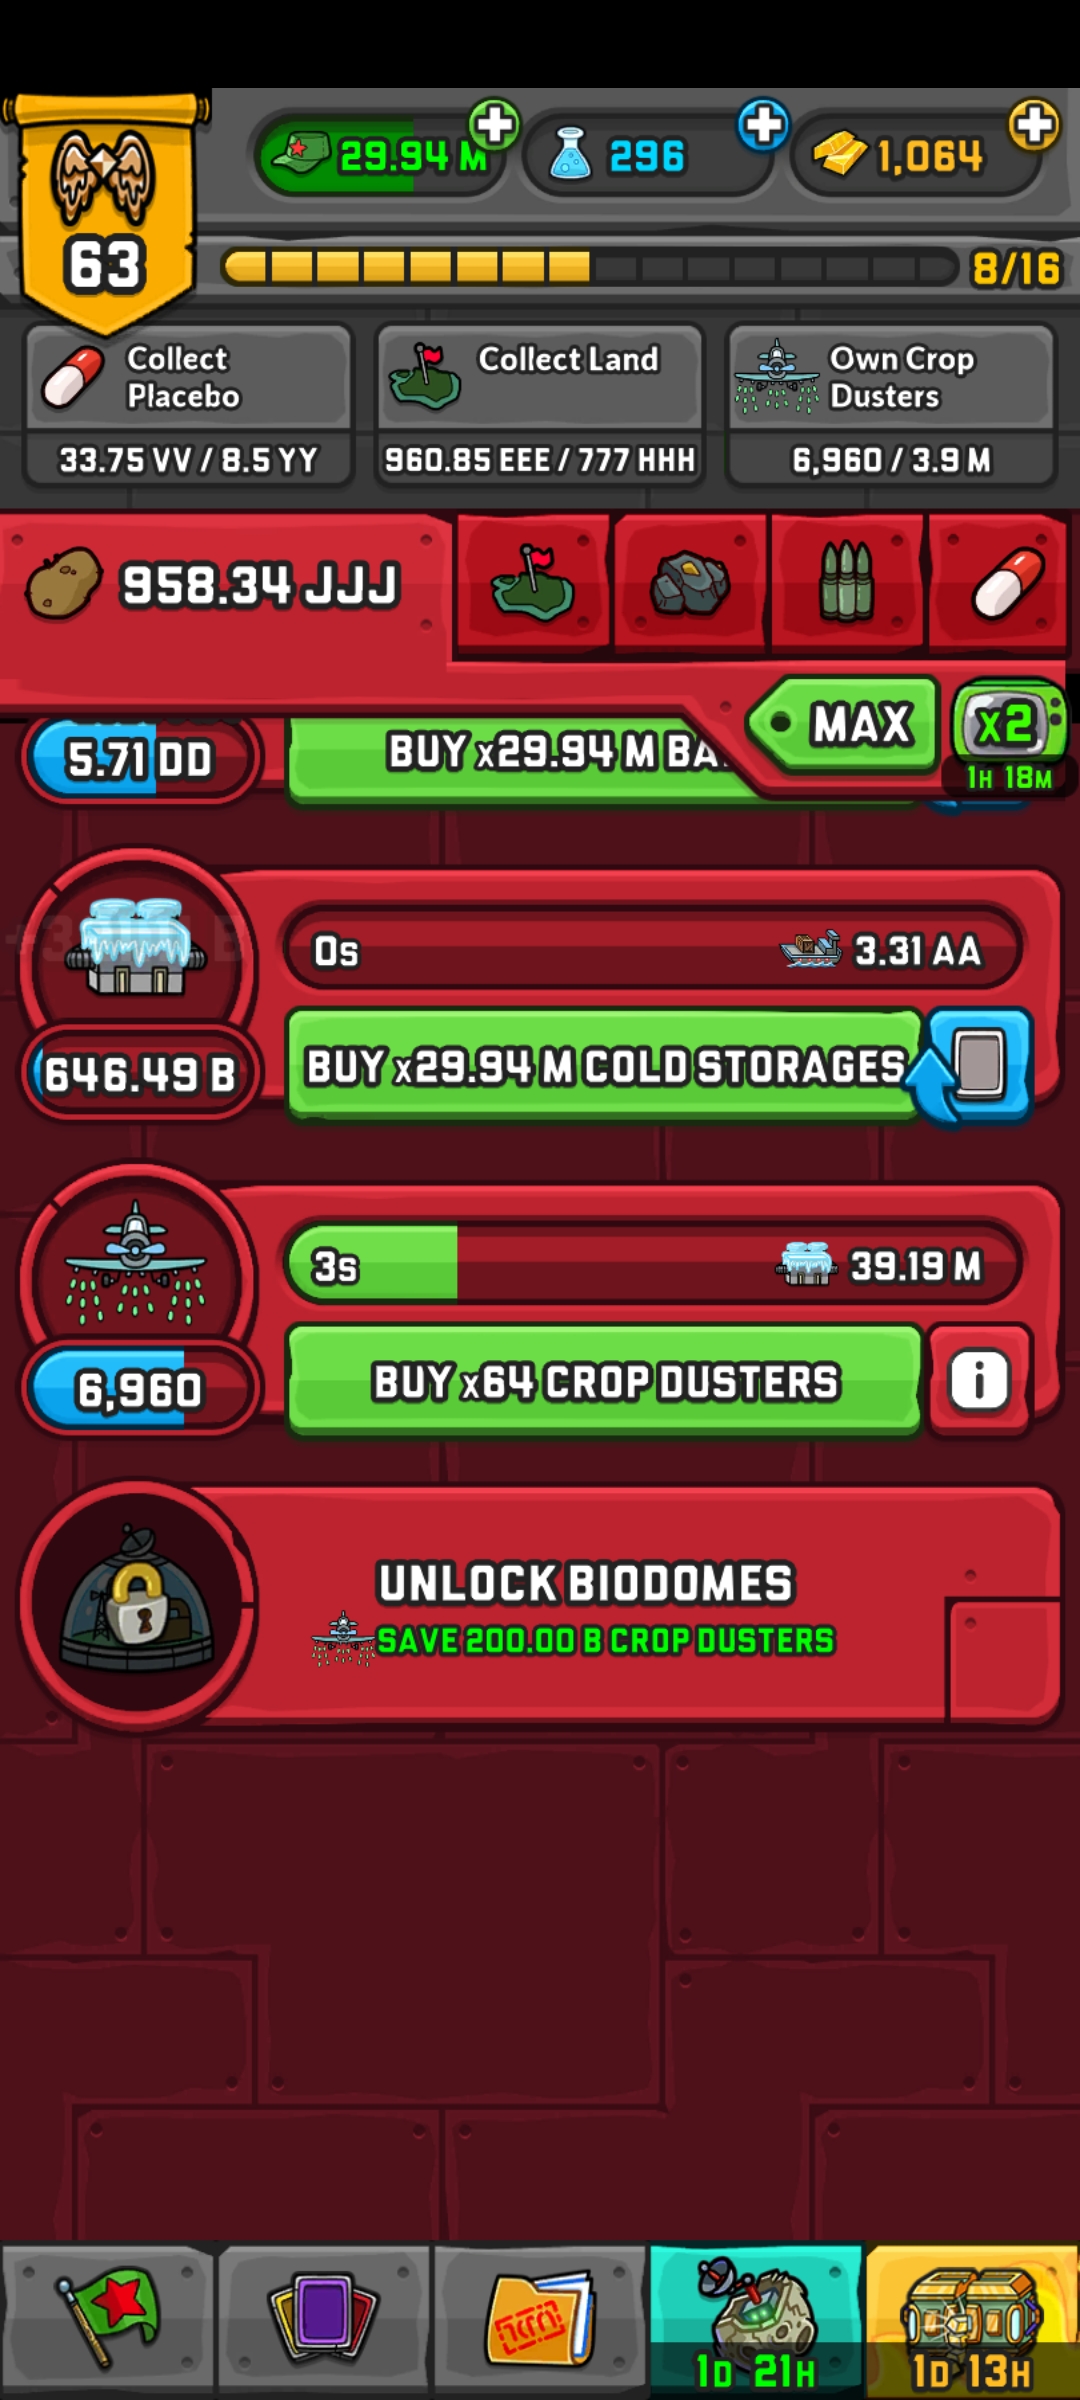 29.94 M
296
1,064
63
8/16
Collect
Placebo
33.75 VV / 8.5 YY
Collect Land
960.85 EEE / 777 HHH
Own Crop
Dusters
6,960 / 3.9 M
958.34 JJJ
MAX
x2
1H 18M
5.71 DD
BUY x29.94 M BA
0s
3.31 AA
646.49 B
BUY x29.94 M COLD STORAGES
3s
39.19 M
6,960
BUY x64 CROP DUSTERS
i
UNLOCK BIODOMES
SAVE 200.00 B CROP DUSTERS
1D 21H
1D 13H